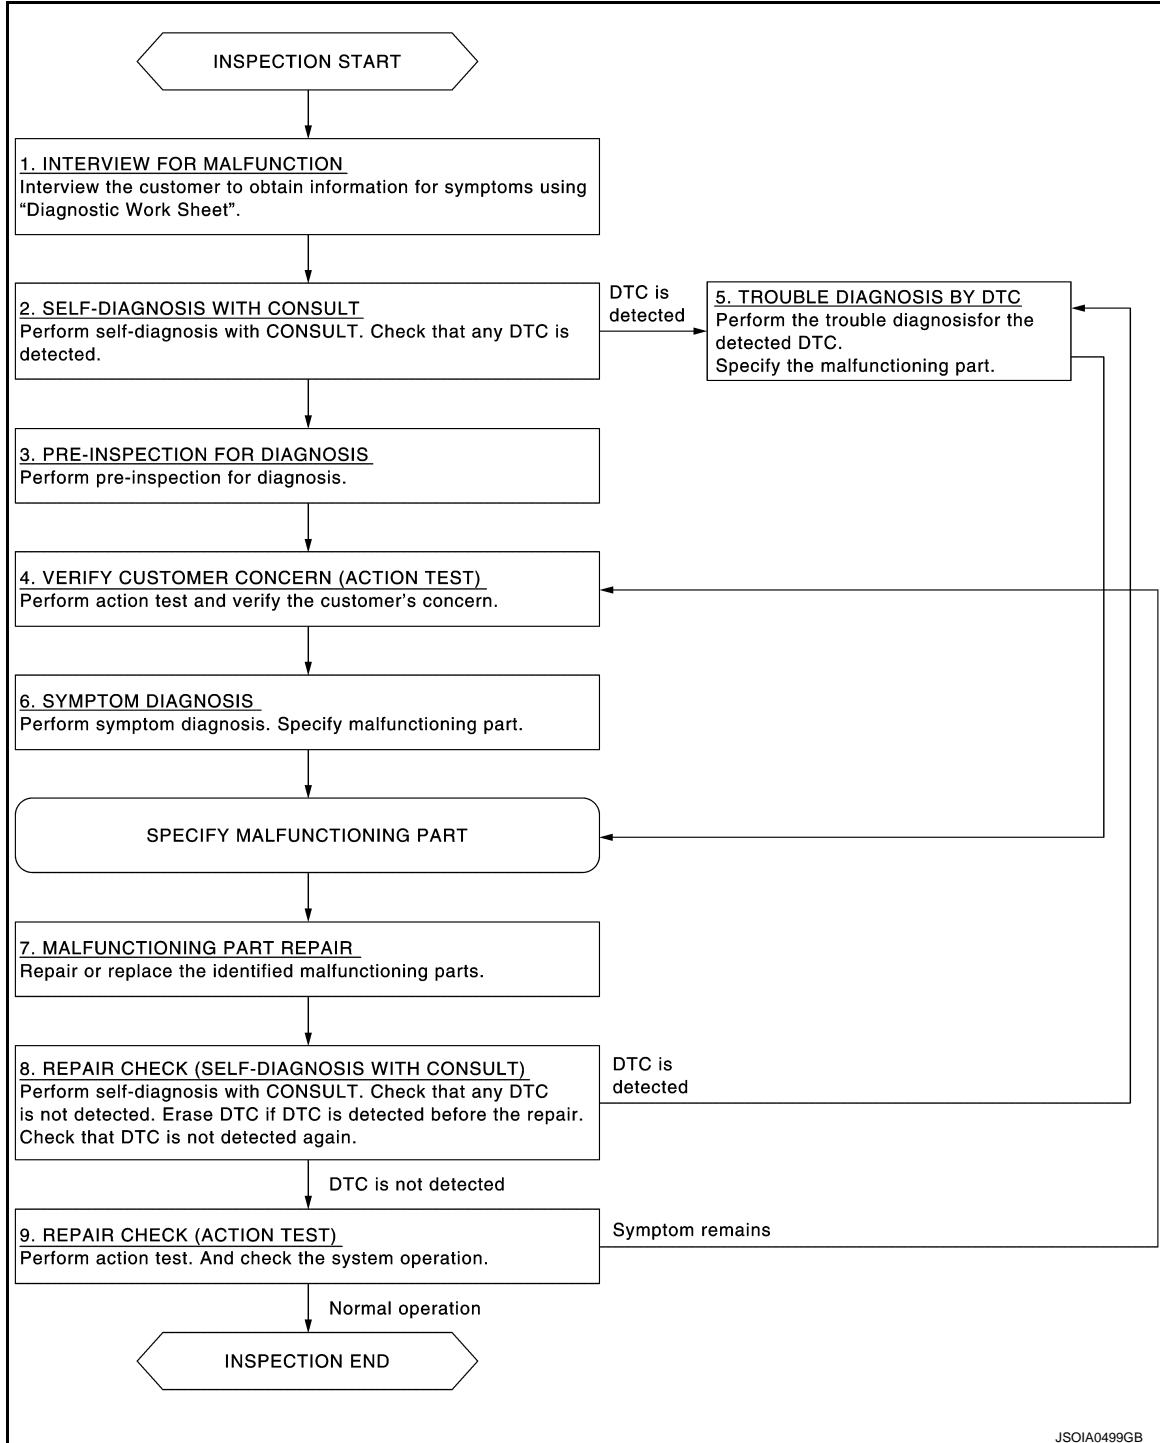 INSPECTION START
1. INTERVIEW FOR MALFUNCTION
Interview the customer to obtain information for symptoms using
“Diagnostic Work Sheet”.
2. SELF-DIAGNOSIS WITH CONSULT
Perform self-diagnosis with CONSULT. Check that any DTC is
detected.
DTC is
detected
5. TROUBLE DIAGNOSIS BY DTC
Perform the trouble diagnosisfor the
detected DTC.
Specify the malfunctioning part.
3. PRE-INSPECTION FOR DIAGNOSIS
Perform pre-inspection for diagnosis.
4. VERIFY CUSTOMER CONCERN (ACTION TEST)
Perform action test and verify the customer’s concern.
6. SYMPTOM DIAGNOSIS
Perform symptom diagnosis. Specify malfunctioning part.
SPECIFY MALFUNCTIONING PART
7. MALFUNCTIONING PART REPAIR
Repair or replace the identified malfunctioning parts.
8. REPAIR CHECK (SELF-DIAGNOSIS WITH CONSULT)
Perform self-diagnosis with CONSULT. Check that any DTC
is not detected. Erase DTC if DTC is detected before the repair.
Check that DTC is not detected again.
DTC is
detected
DTC is not detected
9. REPAIR CHECK (ACTION TEST)
Perform action test. And check the system operation.
Symptom remains
Normal operation
INSPECTION END
JSOIA0499GB